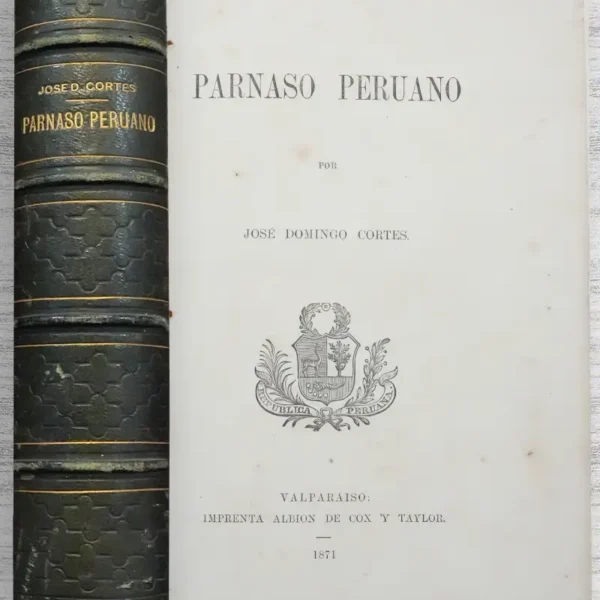 JOSE D. CORTES
PARNASO PERUANO
PARNASO PERUANO
POR
JOSÉ DOMINGO CORTES.
REPUBLICA PERUANA
VALPARAISO:
IMPRENTA ALBION DE COX Y TAYLOR.
1871